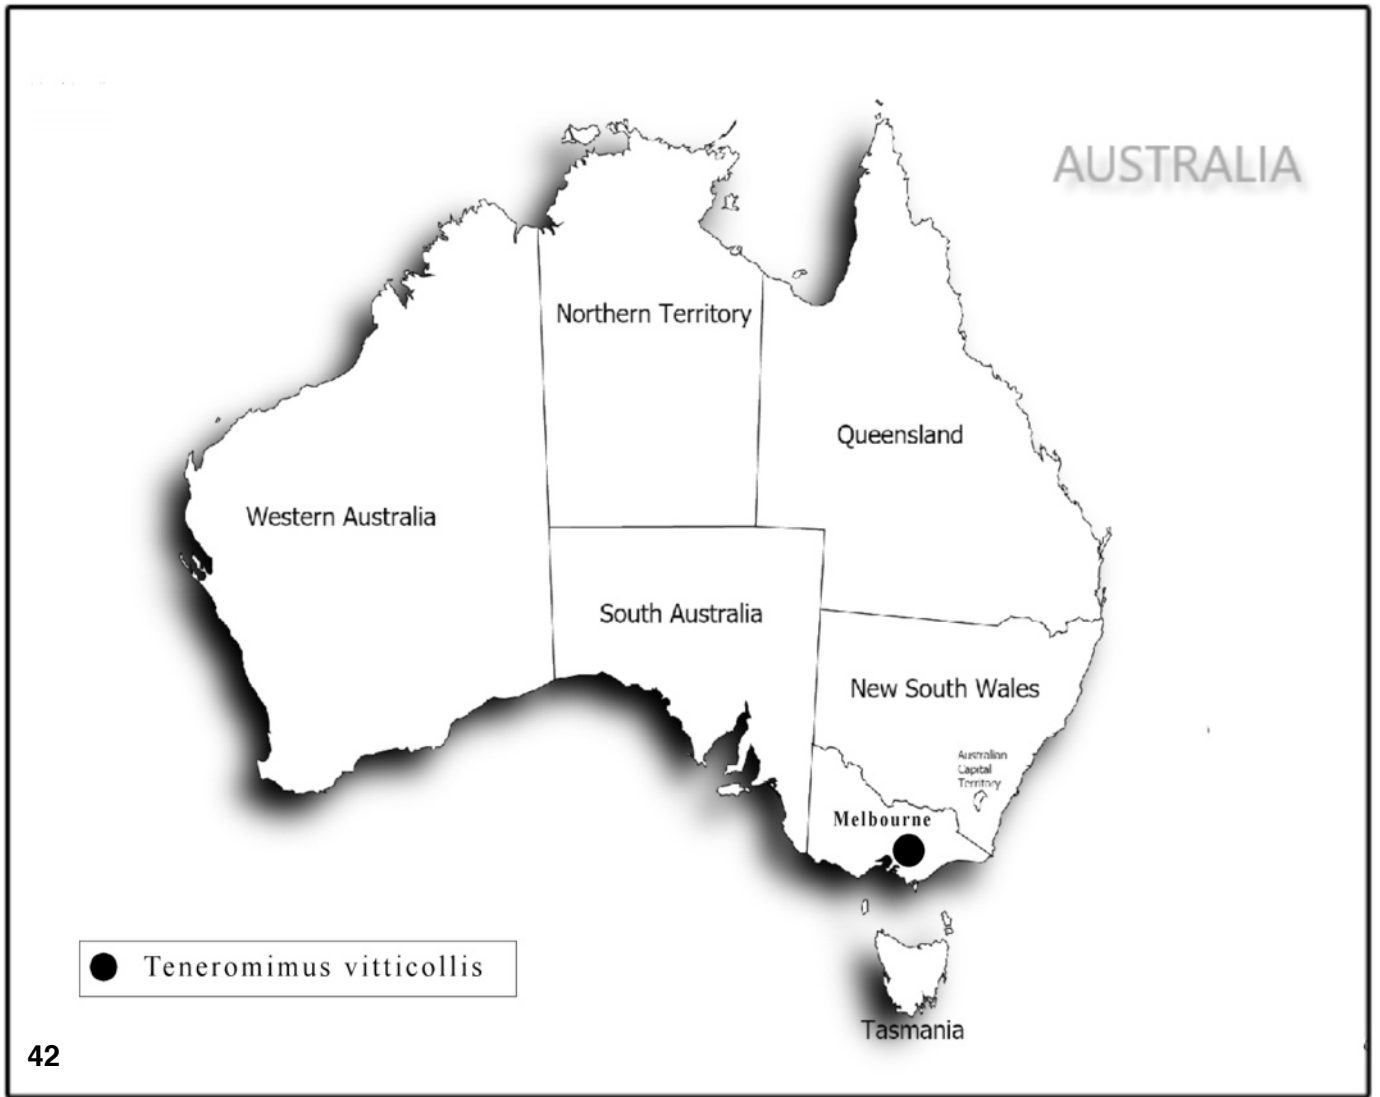 AUSTRALIA
Northern Territory
Queensland
Western Australia
South Australia
New South Wales
Australian
Capital
Territory
Melbourne
Teneromimus vitticollis
Tasmania
42